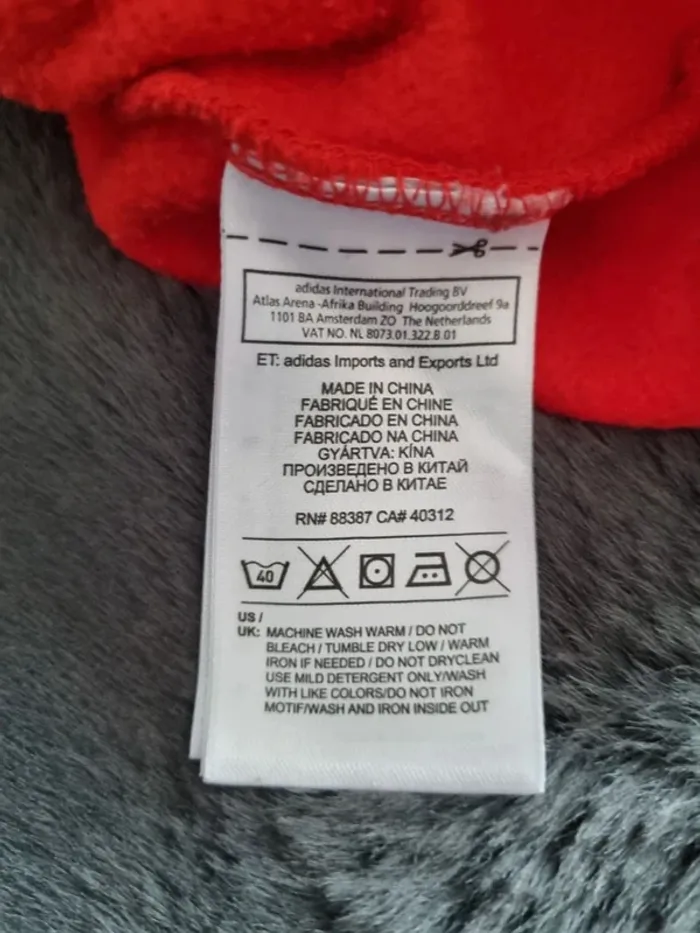 adidas International Trading BV
Atlas Arena -Afrika Building Hoogoorddreef 9a
1101 BA Amsterdam ZO The Netherlands
VAT NO. NL 8073.01.322.B.01
ET: adidas Imports and Exports Ltd
MADE IN CHINA
FABRIQUÉ EN CHINE
FABRICADO EN CHINA
FABRICADO NA CHINA
GYÁRTVA: KÍNA
ПРОИЗВЕДЕНО В КИТАЙ
СДЕЛАНО В КИТАЕ
RN# 88387 CA# 40312
40
US /
UK: MACHINE WASH WARM / DO NOT
BLEACH / TUMBLE DRY LOW / WARM
IRON IF NEEDED / DO NOT DRYCLEAN
USE MILD DETERGENT ONLY/WASH
WITH LIKE COLORS/DO NOT IRON
MOTIF/WASH AND IRON INSIDE OUT